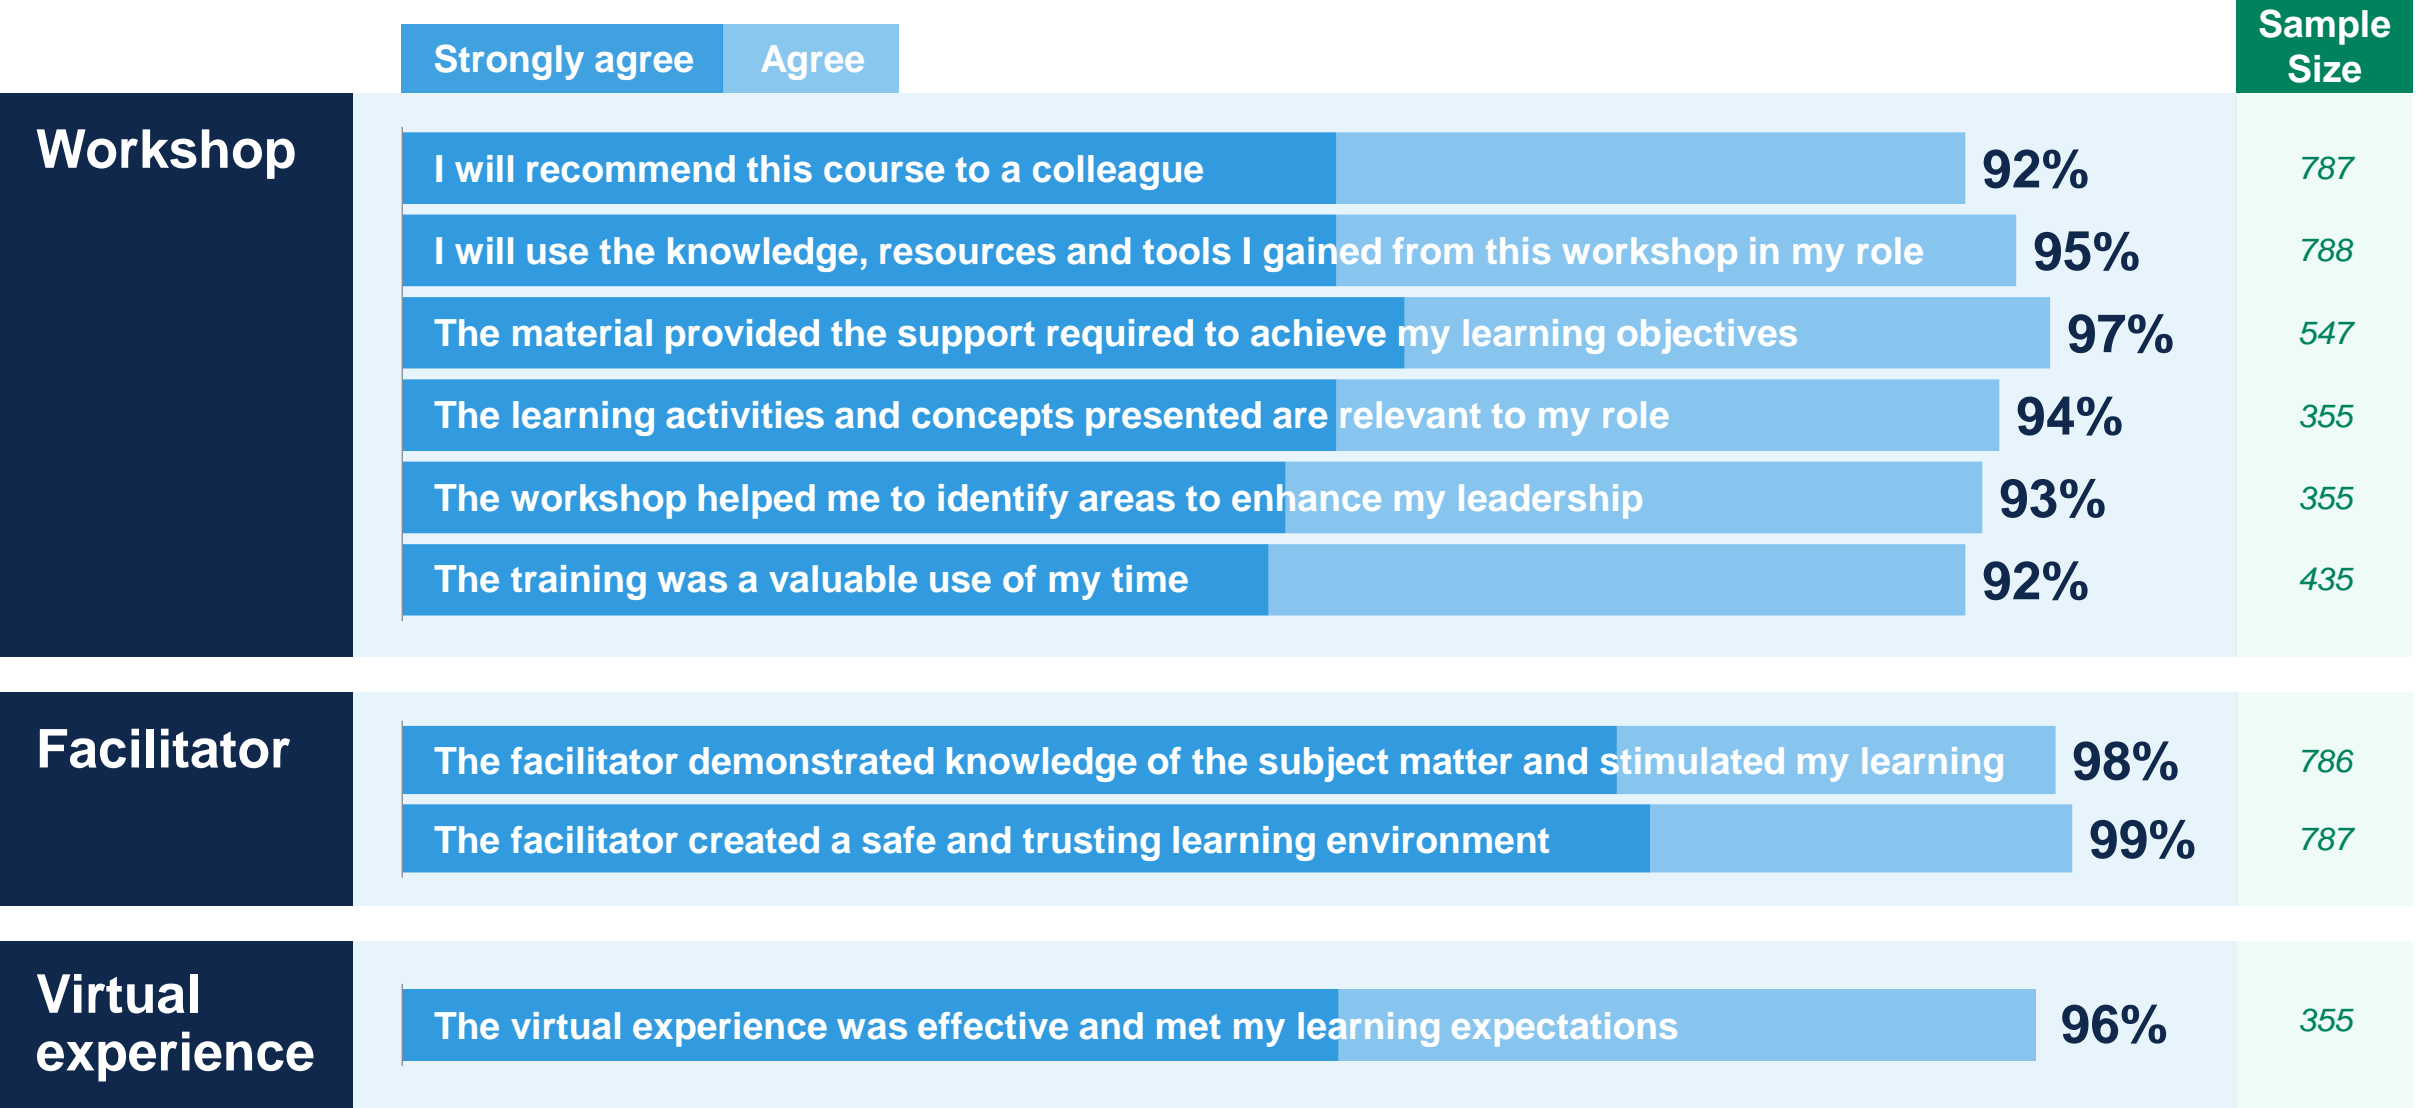 Strongly agree Agree
Sample
Size
Workshop
I will recommend this course to a colleague 92% 787
I will use the knowledge, resources and tools I gained from this workshop in my role 95% 788
The material provided the support required to achieve my learning objectives 97% 547
The learning activities and concepts presented are relevant to my role 94% 355
The workshop helped me to identify areas to enhance my leadership 93% 355
The training was a valuable use of my time 92% 435
Facilitator
The facilitator demonstrated knowledge of the subject matter and stimulated my learning 98% 786
The facilitator created a safe and trusting learning environment 99% 787
Virtual
experience
The virtual experience was effective and met my learning expectations 96% 355